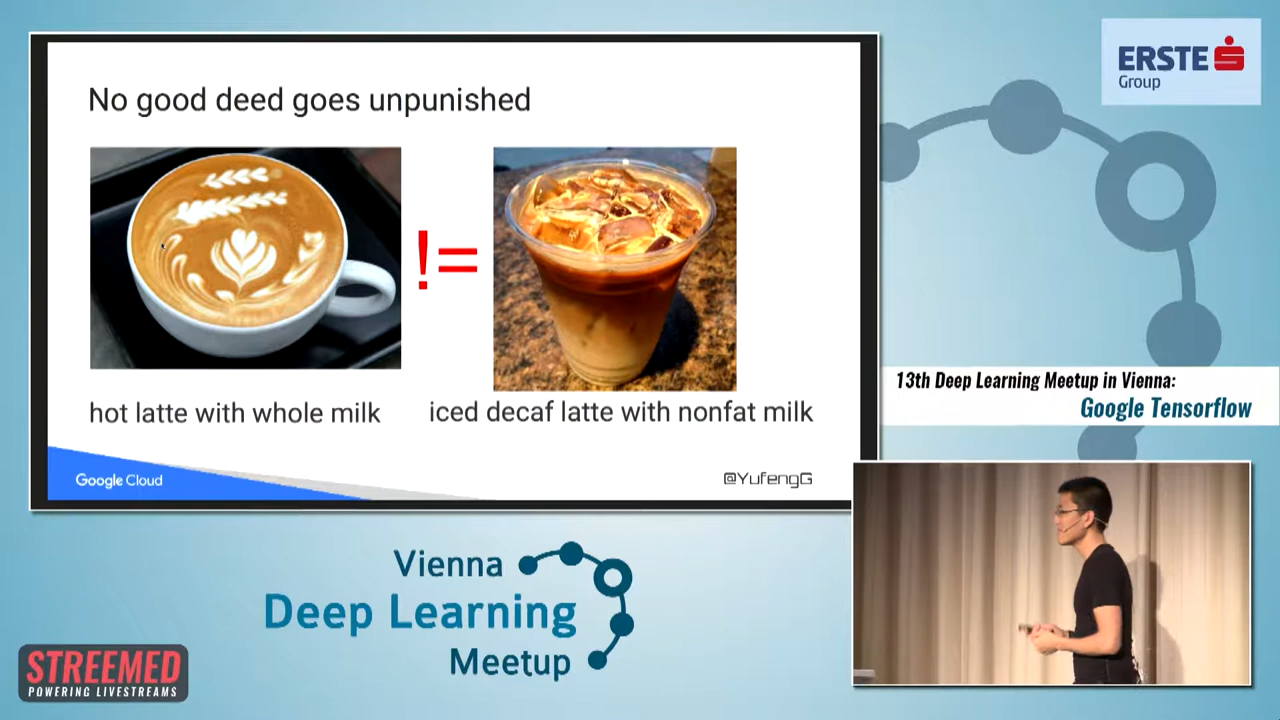 No good deed goes unpunished
!=
hot latte with whole milk
iced decaf latte with nonfat milk
Google Cloud
@YufengG
ERSTE
Group
13th Deep Learning Meetup in Vienna:
Google Tensorflow
Vienna
Deep Learning
Meetup
STREEMED
POWERING LIVESTREAMS